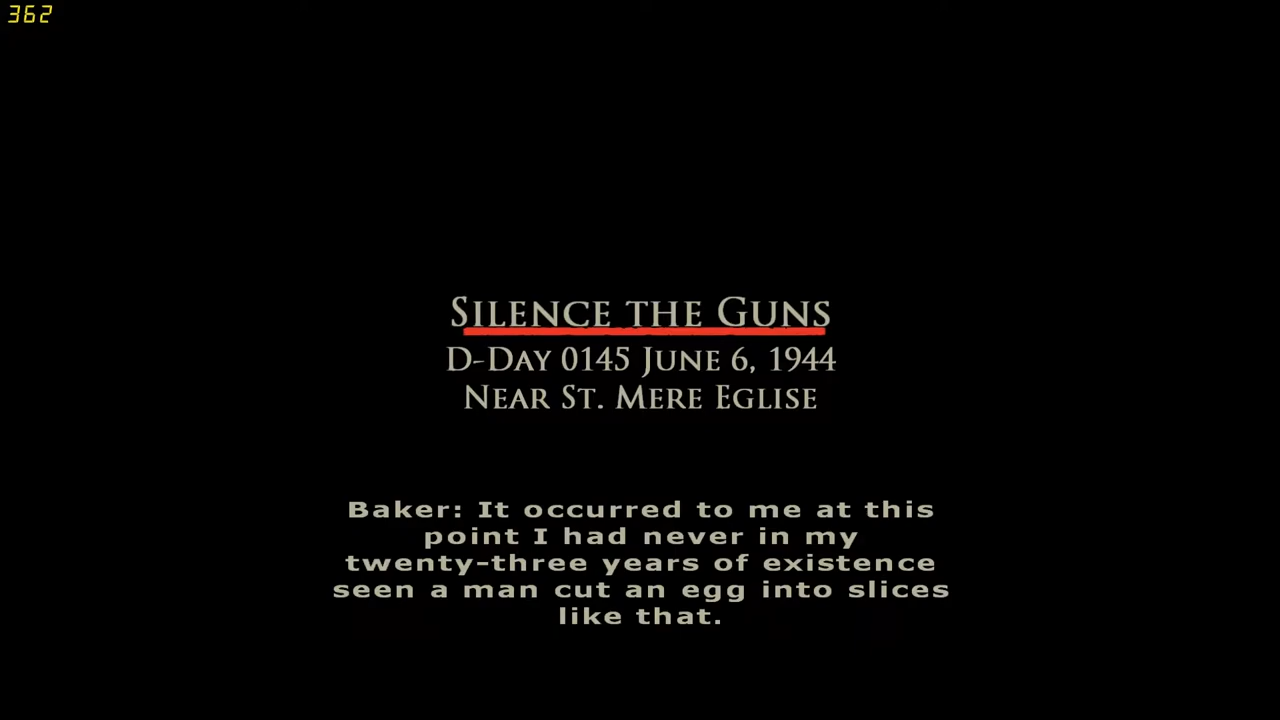 362
Silence the Guns
D-Day 0145 June 6, 1944
Near St. Mere Eglise
Baker: It occurred to me at this
point I had never in my
twenty-three years of existence
seen a man cut an egg into slices
like that.